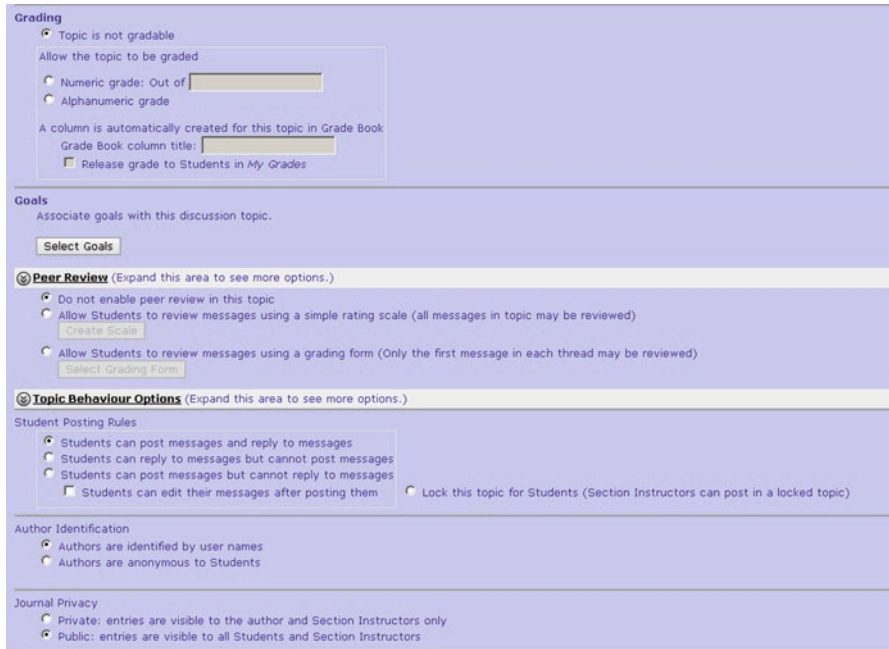 Grading
Topic is not gradable
Allow the topic to be graded
Numeric grade: Out of
Alphanumeric grade
A column is automatically created for this topic in Grade Book
Grade Book column title:
Release grade to Students in My Grades
Goals
Associate goals with this discussion topic.
Select Goals
Peer Review (Expand this area to see more options.)
Do not enable peer review in this topic
Allow Students to review messages using a simple rating scale (all messages in topic may be reviewed)
Create Scale
Allow Students to review messages using a grading form (Only the first message in each thread may be reviewed)
Select Grading Form
Topic Behaviour Options (Expand this area to see more options.)
Student Posting Rules
Students can post messages and reply to messages
Students can reply to messages but cannot post messages
Students can post messages but cannot reply to messages
Students can edit their messages after posting them Lock this topic for Students (Section Instructors can post in a locked topic)
Author Identification
Authors are identified by user names
Authors are anonymous to Students
Journal Privacy
Private: entries are visible to the author and Section Instructors only
Public: entries are visible to all Students and Section Instructors